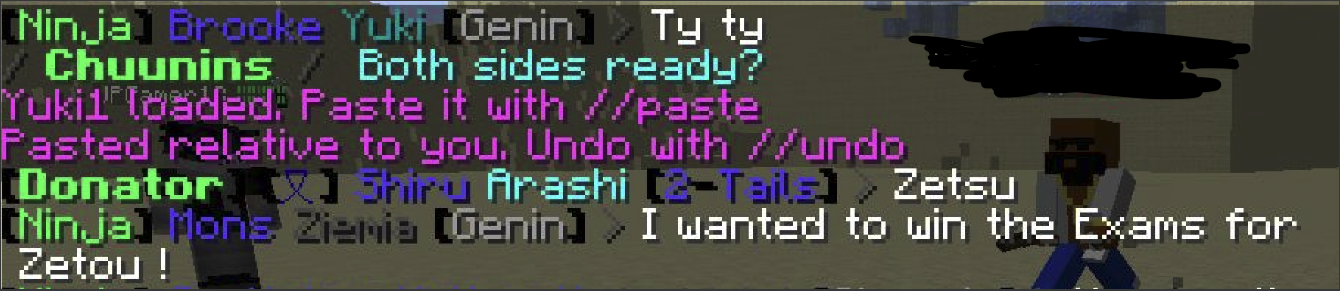 [Ninja] Brooke Yuki [Genin] > Ty ty
/ Chuunins / Both sides ready?
Yuki1 loaded. Paste it with //paste
Pasted relative to you. Undo with //undo
[Donator] [又] Shiru Arashi [2-Tails] > Zetsu
[Ninja] Mons Ziemia [Genin] > I wanted to win the Exams for
Zetou !